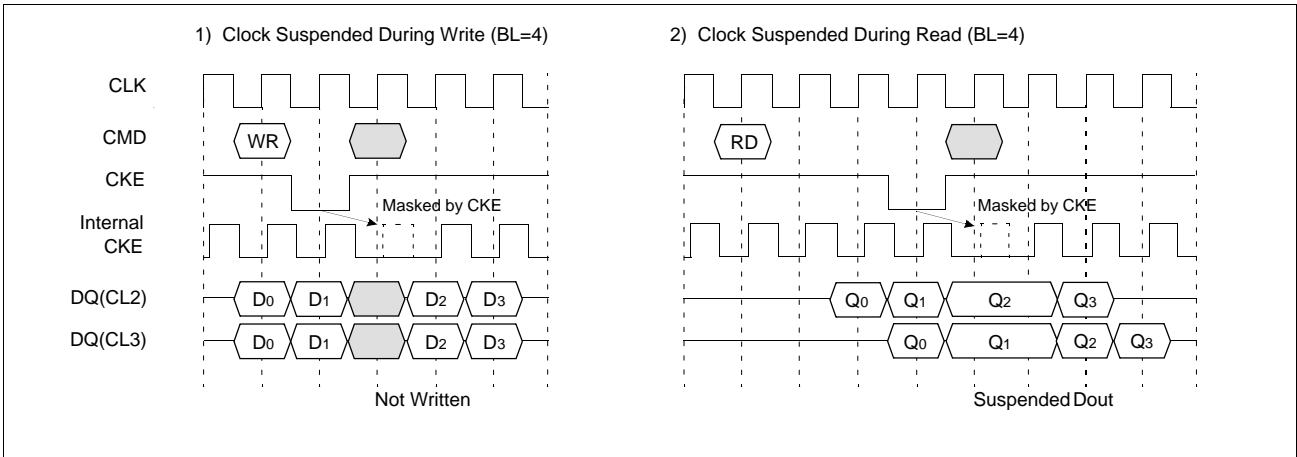 1) Clock Suspended During Write (BL=4)
2) Clock Suspended During Read (BL=4)
CLK
CMD
WR
RD
CKE
Masked by CKE
Masked by CKE
Internal
CKE
DQ(CL2)
D0 D1 D2 D3
Q0 Q1 Q2 Q3
DQ(CL3)
D0 D1 D2 D3
Q0 Q1 Q2 Q3
Not Written
Suspended Dout